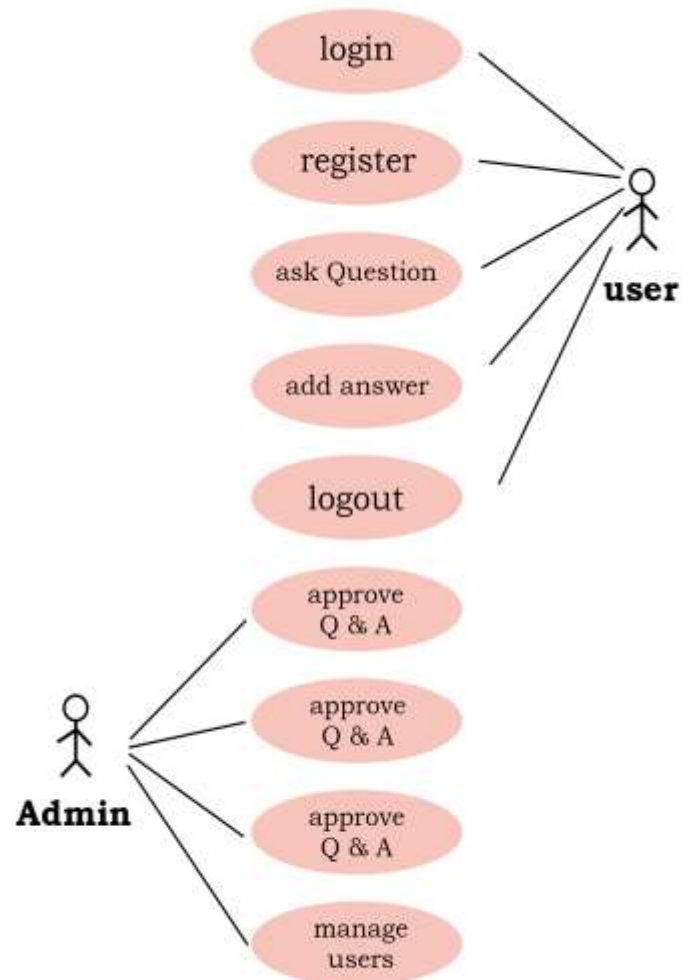 login
register
ask Question
user
add answer
logout
approve
Q & A
approve
Q & A
Admin
approve
Q & A
manage
users